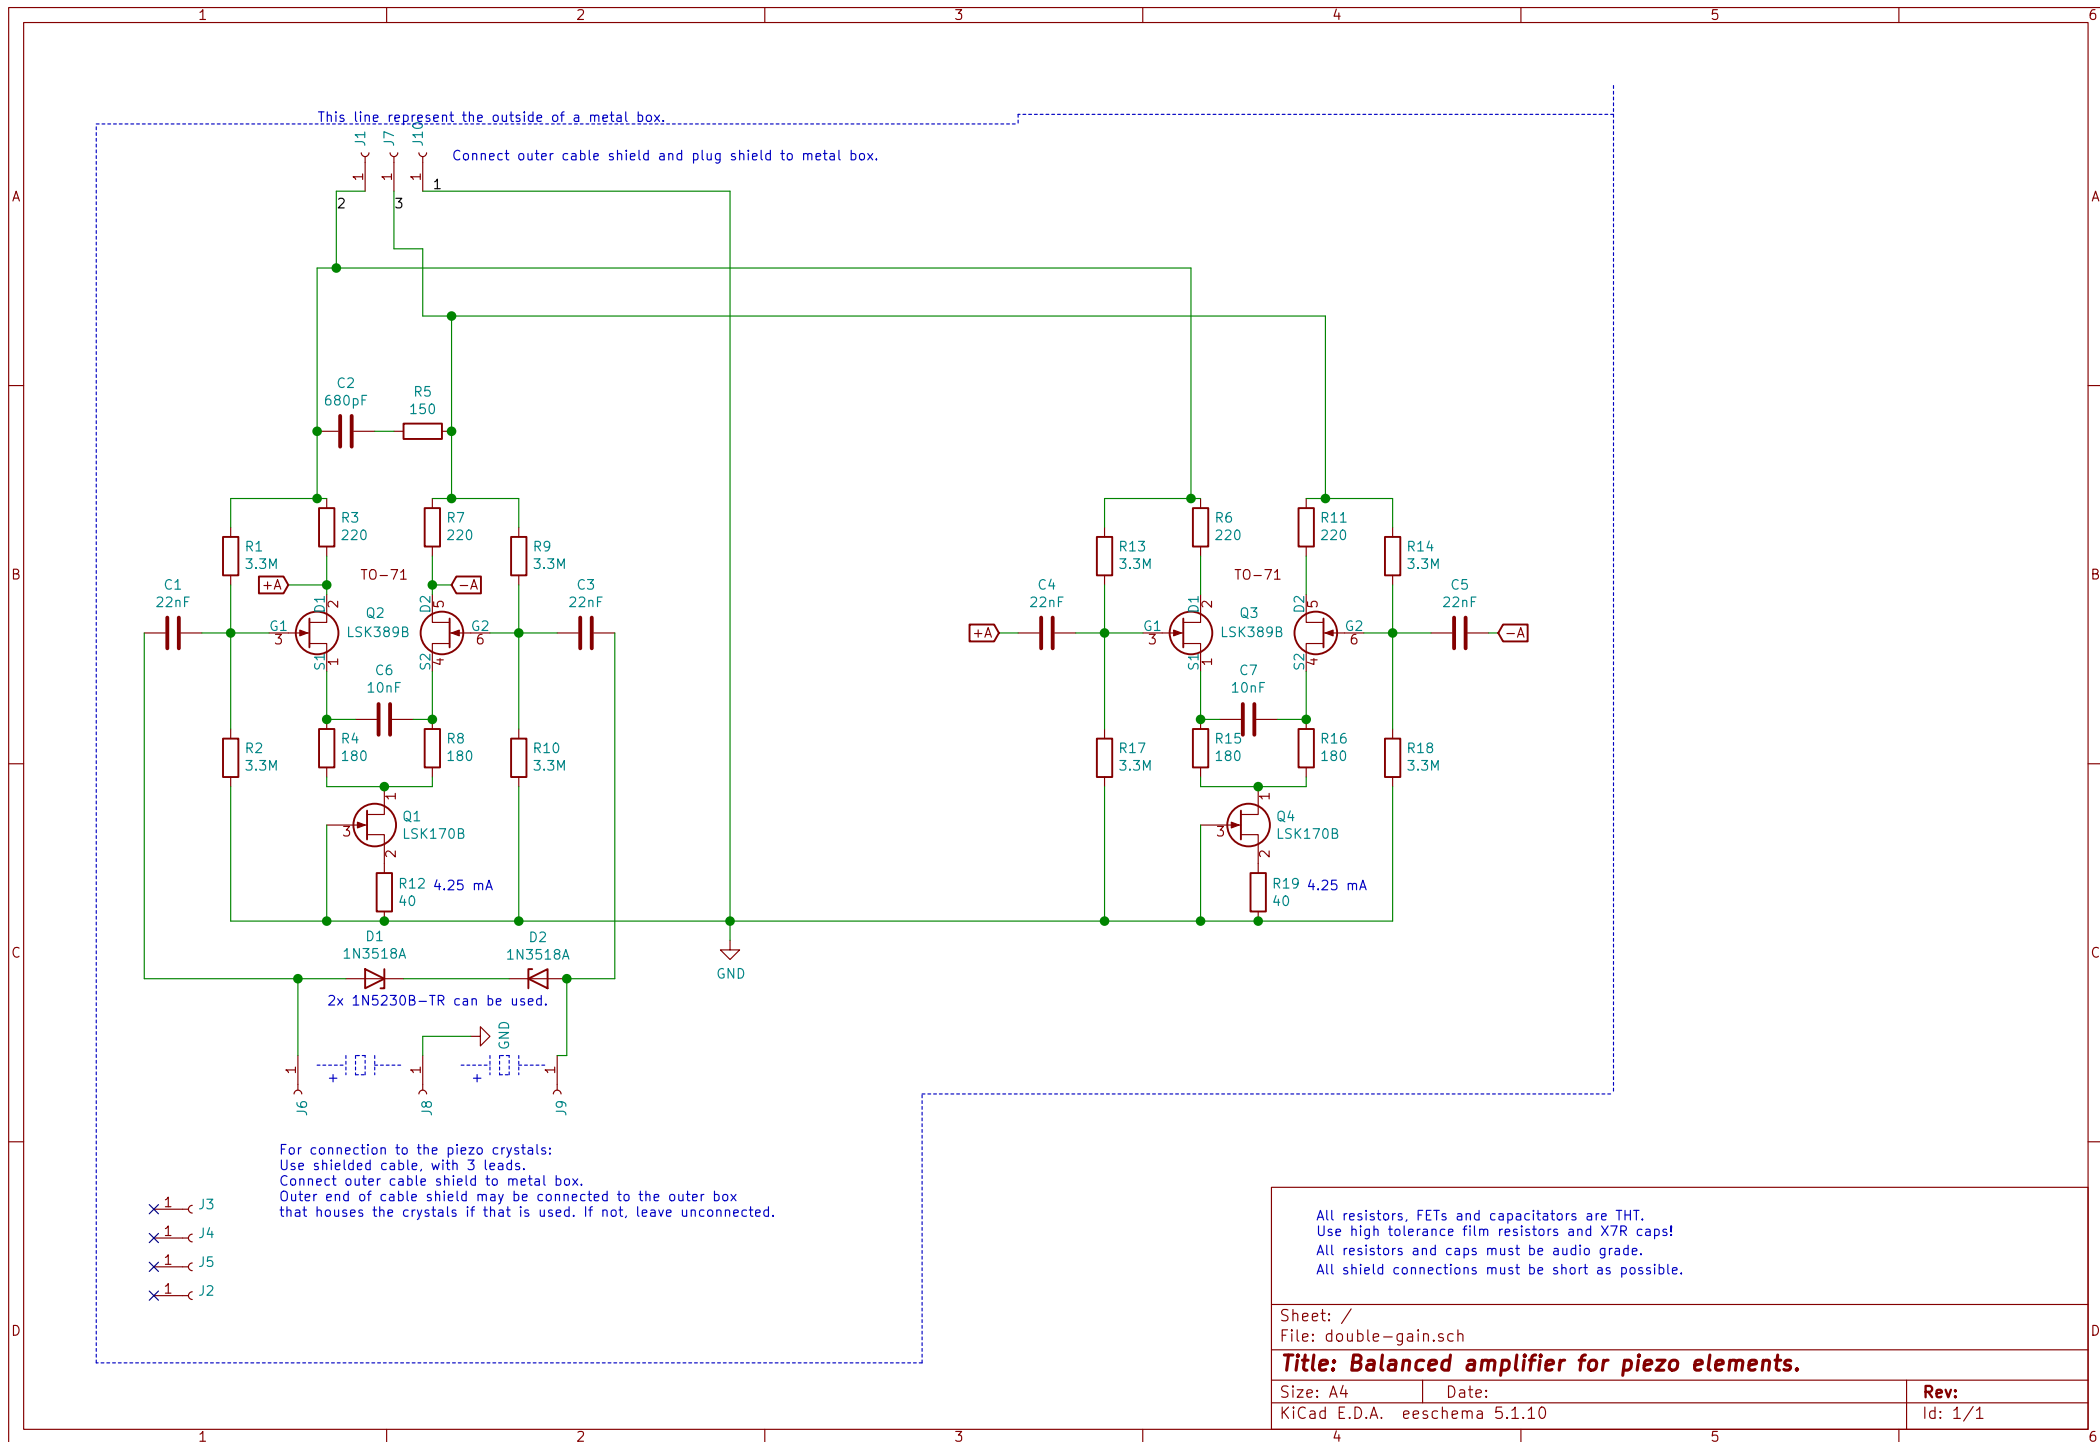 1 2 3 4 5 6
This line represent the outside of a metal box.
J1 J7 J10
Connect outer cable shield and plug shield to metal box.
1 1 1 1
A A
2 3
C2
680pF
R5
150
R3
220
R7
220
R6
220
R11
220
R1
3.3M
R9
3.3M
R13
3.3M
R14
3.3M
B B
TO-71 TO-71
+A -A
C1
22nF
C3
22nF
C4
22nF
C5
22nF
D1 2 D2 5 D1 2 D2 5
Q2
LSK389B
Q3
LSK389B
G1 3 G2 6 G1 3 G2 6
+A -A
S1 1 S2 4 S1 1 S2 4
C6
10nF
C7
10nF
R2
3.3M
R4
180
R8
180
R10
3.3M
R17
3.3M
R15
180
R16
180
R18
3.3M
1 3 2
Q1
LSK170B
1 3 2
Q4
LSK170B
R12
40
4.25 mA
R19
40
4.25 mA
C C
D1
1N3518A
D2
1N3518A
GND
2x 1N5230B-TR can be used.
GND
1 1 1
+ +
J6 J8 J9
For connection to the piezo crystals:
Use shielded cable, with 3 leads.
Connect outer cable shield to metal box.
Outer end of cable shield may be connected to the outer box
that houses the crystals if that is used. If not, leave unconnected.
1 J3
1 J4
1 J5
1 J2
All resistors, FETs and capacitators are THT.
Use high tolerance film resistors and X7R caps!
All resistors and caps must be audio grade.
All shield connections must be short as possible.
D D
Sheet: /
File: double-gain.sch
Title: Balanced amplifier for piezo elements.
Size: A4 Date: Rev:
KiCad E.D.A. eeschema 5.1.10 Id: 1/1
1 2 3 4 5 6